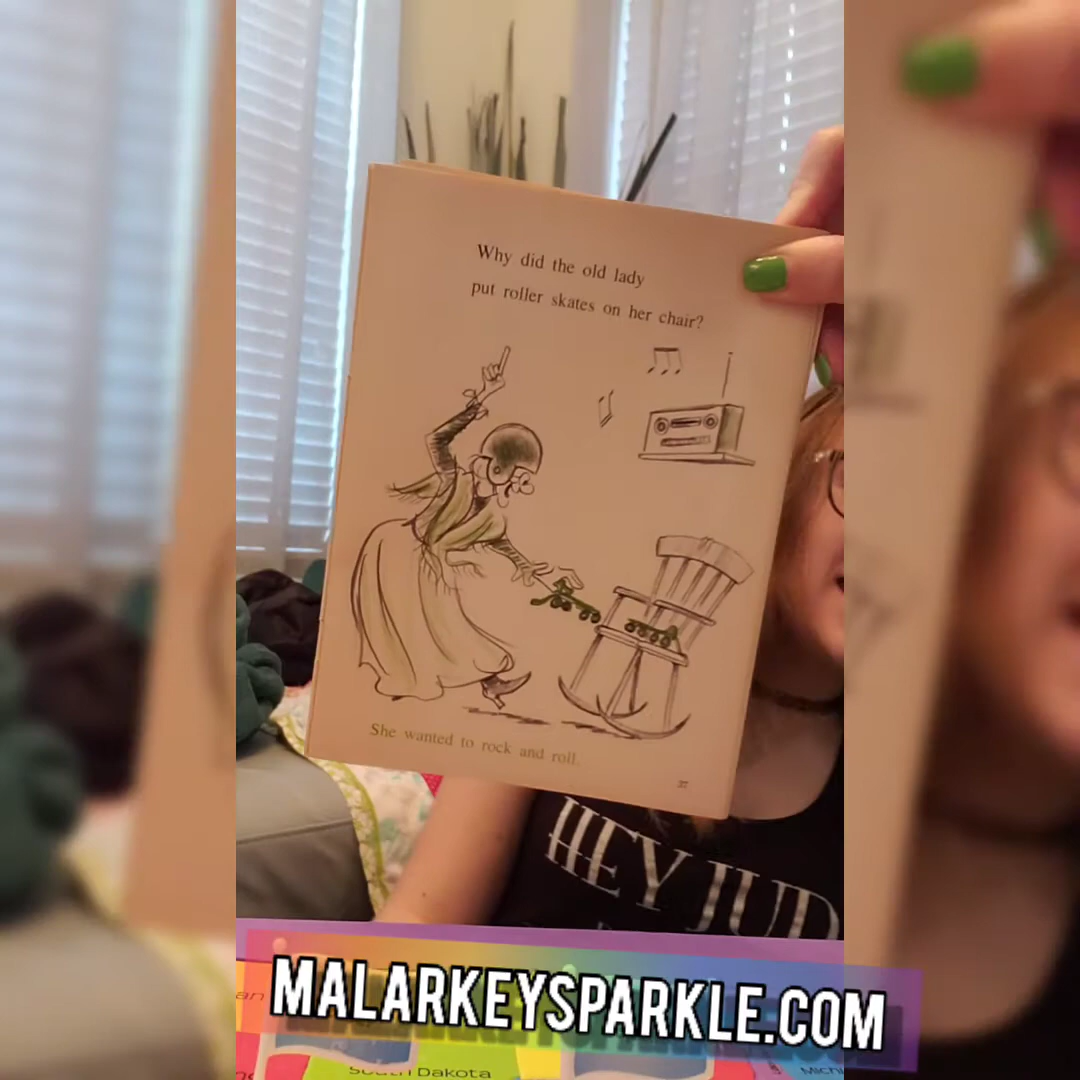 Why did the old lady
put roller skates on her chair?
She wanted to rock and roll.
27
HEY JUD
MALARKEYSPARKLE.COM
South Dakota
Michi